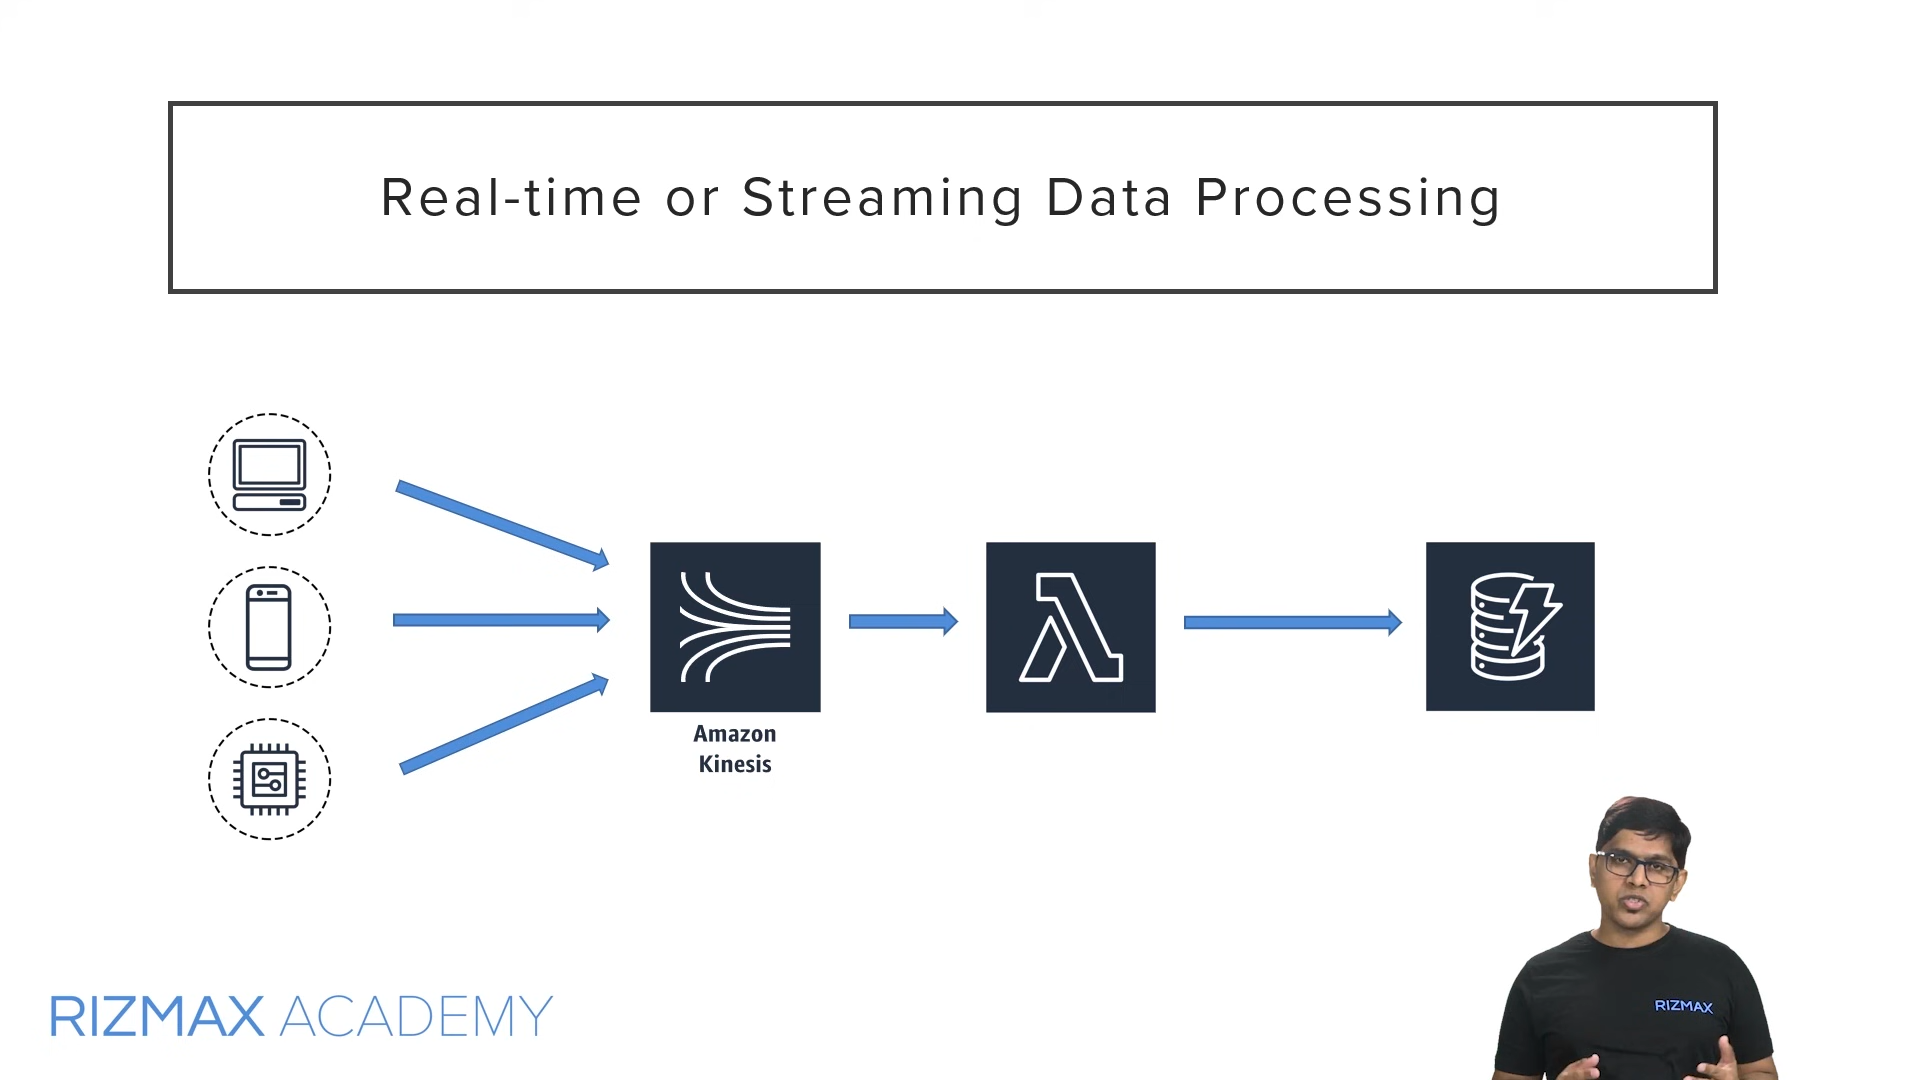 Real-time or Streaming Data Processing
Amazon
Kinesis
RIZMAX ACADEMY
RIZMAX